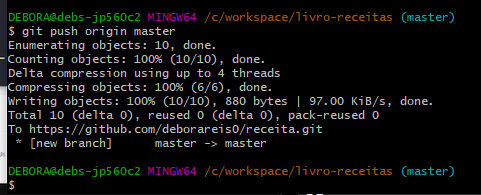 DEBORA@debs-jp560c2 MINGW64 /c/workspace/livro-receitas (master)
$ git push origin master
Enumerating objects: 10, done.
Counting objects: 100% (10/10), done.
Delta compression using up to 4 threads
Compressing objects: 100% (6/6), done.
Writing objects: 100% (10/10), 880 bytes | 97.00 KiB/s, done.
Total 10 (delta 0), reused 0 (delta 0), pack-reused 0
To https://github.com/deborareis0/receita.git
 * [new branch]      master -> master

DEBORA@debs-jp560c2 MINGW64 /c/workspace/livro-receitas (master)
$